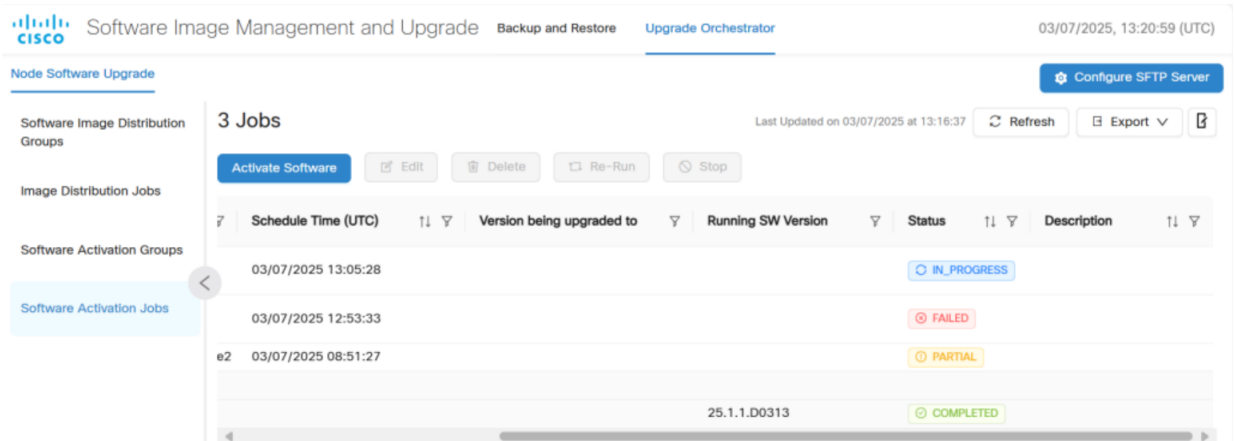 CISCO
Software Image Management and Upgrade Backup and Restore Upgrade Orchestrator 03/07/2025, 13:20:59 (UTC)
Node Software Upgrade Configure SFTP Server
Software Image Distribution
Groups
Image Distribution Jobs
Software Activation Groups
Software Activation Jobs
3 Jobs Last Updated on 03/07/2025 at 13:16:37 Refresh Export
Activate Software Edit Delete Re-Run Stop
Schedule Time (UTC) Version being upgraded to Running SW Version Status Description
03/07/2025 13:05:28 IN_PROGRESS
03/07/2025 12:53:33 FAILED
e2 03/07/2025 08:51:27 PARTIAL
25.1.1.D0313 COMPLETED